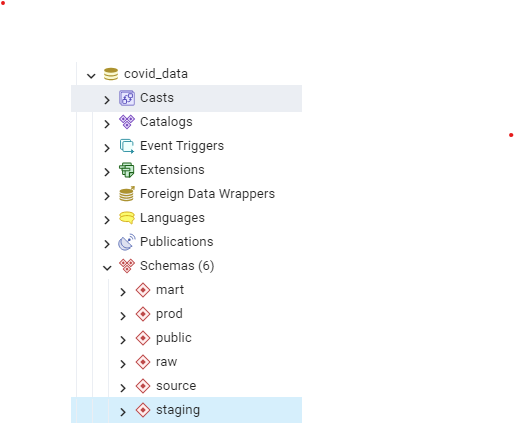 covid_data
Casts
Catalogs
Event Triggers
Extensions
Foreign Data Wrappers
Languages
Publications
Schemas (6)
mart
prod
public
raw
source
staging